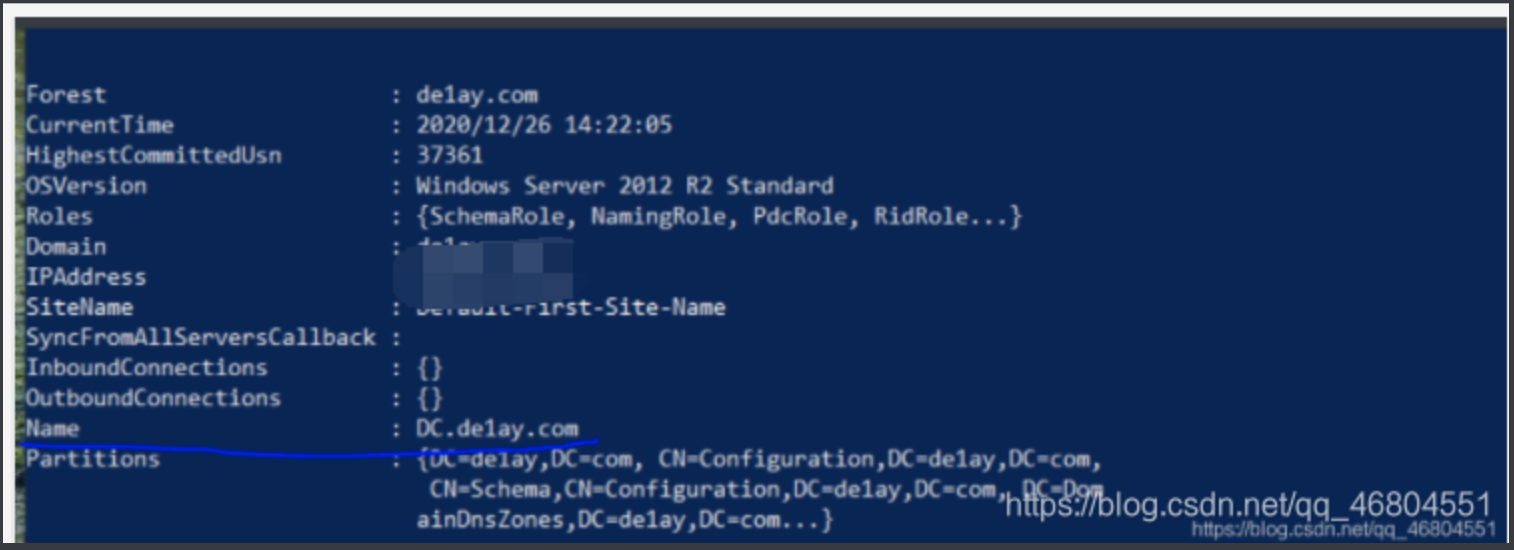 Forest : de1ay.com
CurrentTime : 2020/12/26 14:22:05
HighestCommittedUsn : 37361
OSVersion : Windows Server 2012 R2 Standard
Roles : {SchemaRole, NamingRole, PdcRole, RidRole...}
Domain :
IPAddress
SiteName : Default-First-Site-Name
SyncFromAllServersCallback :
InboundConnections : {}
OutboundConnections : {}
Name : DC.de1ay.com
Partitions : {DC=de1ay,DC=com, CN=Configuration,DC=de1ay,DC=com,
CN=Schema,CN=Configuration,DC=de1ay,DC=com, DC=Dom
ainDnsZones,DC=de1ay,DC=com...}
https://blog.csdn.net/qq_46804551
https://blog.csdn.net/qq_46804551